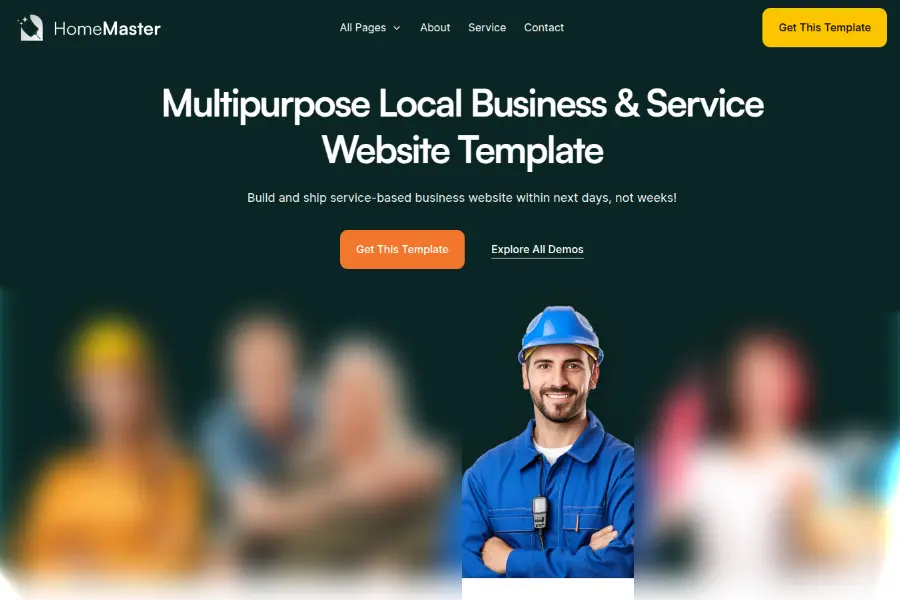 HomeMaster
All Pages
About
Service
Contact
Get This Template
Multipurpose Local Business & Service
Website Template
Build and ship service-based business website within next days, not weeks!
Get This Template
Explore All Demos